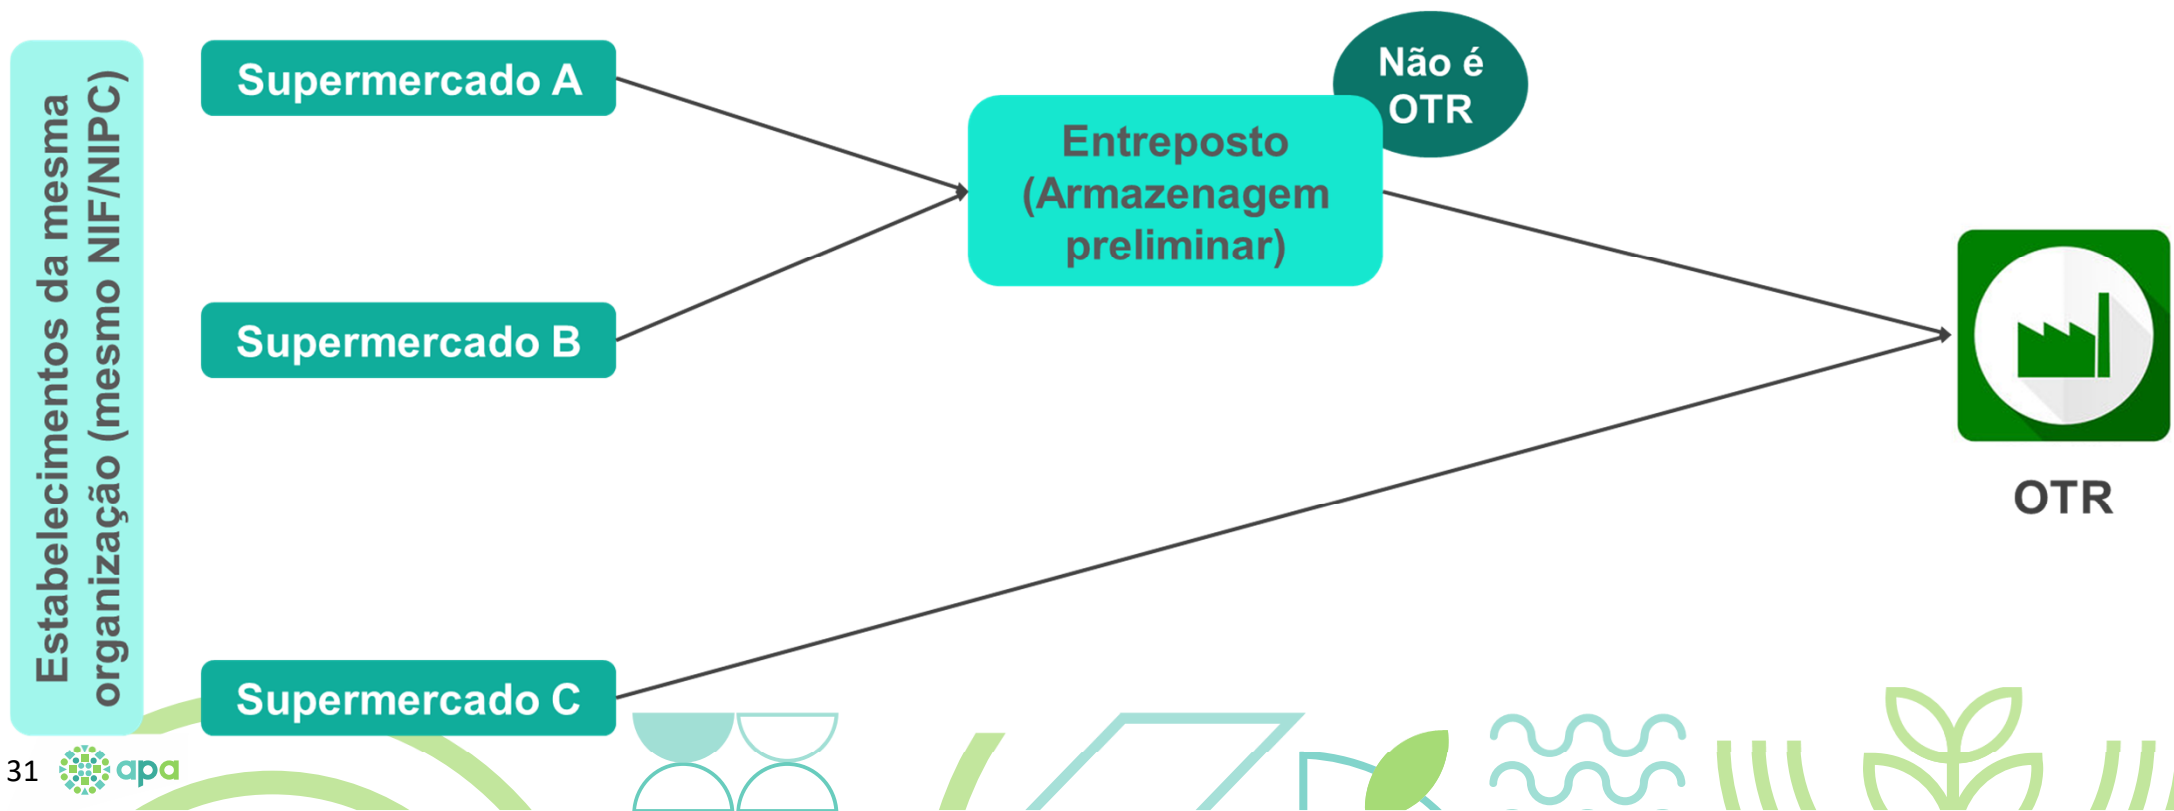 Estabelecimentos da mesma
organização (mesmo NIF/NIPC)
Supermercado A
Supermercado B
Supermercado C
Entreposto
(Armazenagem
preliminar)
Não é
OTR
OTR
31
apa